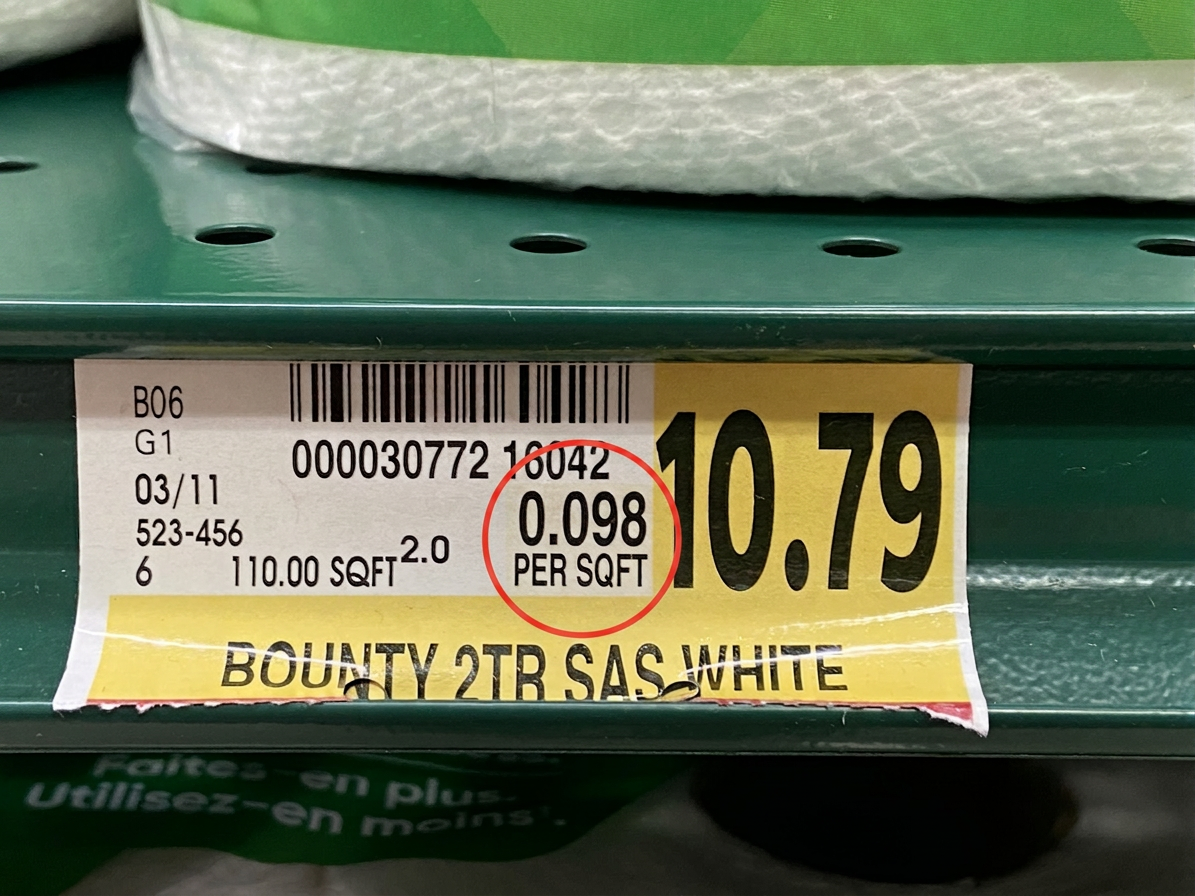 B06
G1
03/11
523-456
6
110.00 SQFT 2.0
000030772 16042
0.098
PER SQFT
10.79
BOUNTY 2TR SAS WHITE
Faites-en plus.
Utilisez-en moins*.